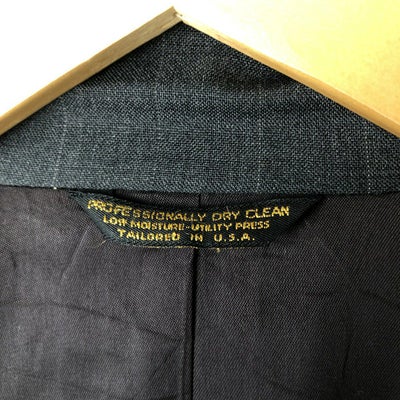 PROFESSIONALLY DRY CLEAN
LOW MOISTURE-UTILITY PRESS
TAILORED IN U.S.A.